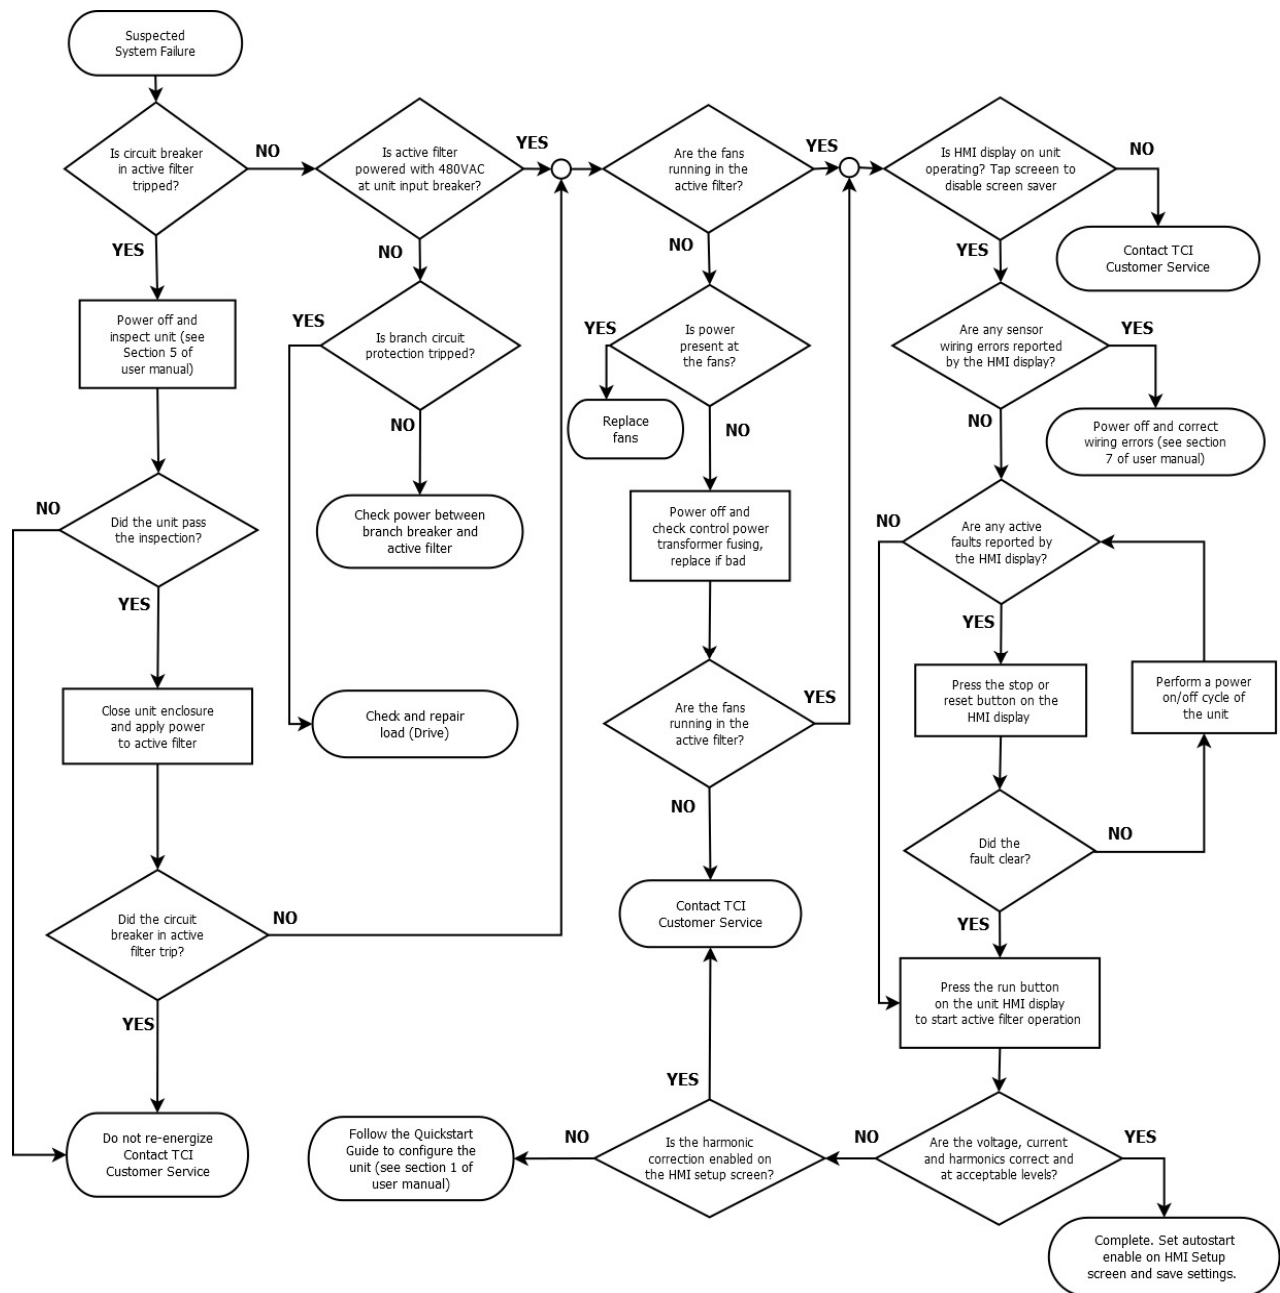 Suspected
System Failure
Is circuit breaker
in active filter
tripped?
NO
YES
Is active filter
powered with 480VAC
at unit input breaker?
YES
NO
Are the fans
running in the
active filter?
YES
NO
Is HMI display on unit
operating? Tap screeen to
disable screen saver
NO
YES
Contact TCI
Customer Service
Power off and
inspect unit (see
Section 5 of
user manual)
Is branch circuit
protection tripped?
YES
NO
Is power
present at
the fans?
YES
NO
Replace
fans
Are any sensor
wiring errors reported
by the HMI display?
YES
NO
Power off and correct
wiring errors (see section
7 of user manual)
Did the unit pass
the inspection?
NO
YES
Check power between
branch breaker and
active filter
Power off and
check control power
transformer fusing,
replace if bad
Are any active
faults reported by
the HMI display?
NO
YES
Close unit enclosure
and apply power
to active filter
Check and repair
load (Drive)
Are the fans
running in the
active filter?
YES
NO
Press the stop or
reset button on the
HMI display
Perform a power
on/off cycle of
the unit
Did the
fault clear?
NO
YES
Did the circuit
breaker in active
filter trip?
NO
YES
Contact TCI
Customer Service
Press the run button
on the unit HMI display
to start active filter operation
Do not re-energize
Contact TCI
Customer Service
Follow the Quickstart
Guide to configure the
unit (see section 1 of
user manual)
NO
YES
Is the harmonic
correction enabled on
the HMI setup screen?
NO
Are the voltage, current
and harmonics correct and
at acceptable levels?
YES
Complete. Set autostart
enable on HMI Setup
screen and save settings.